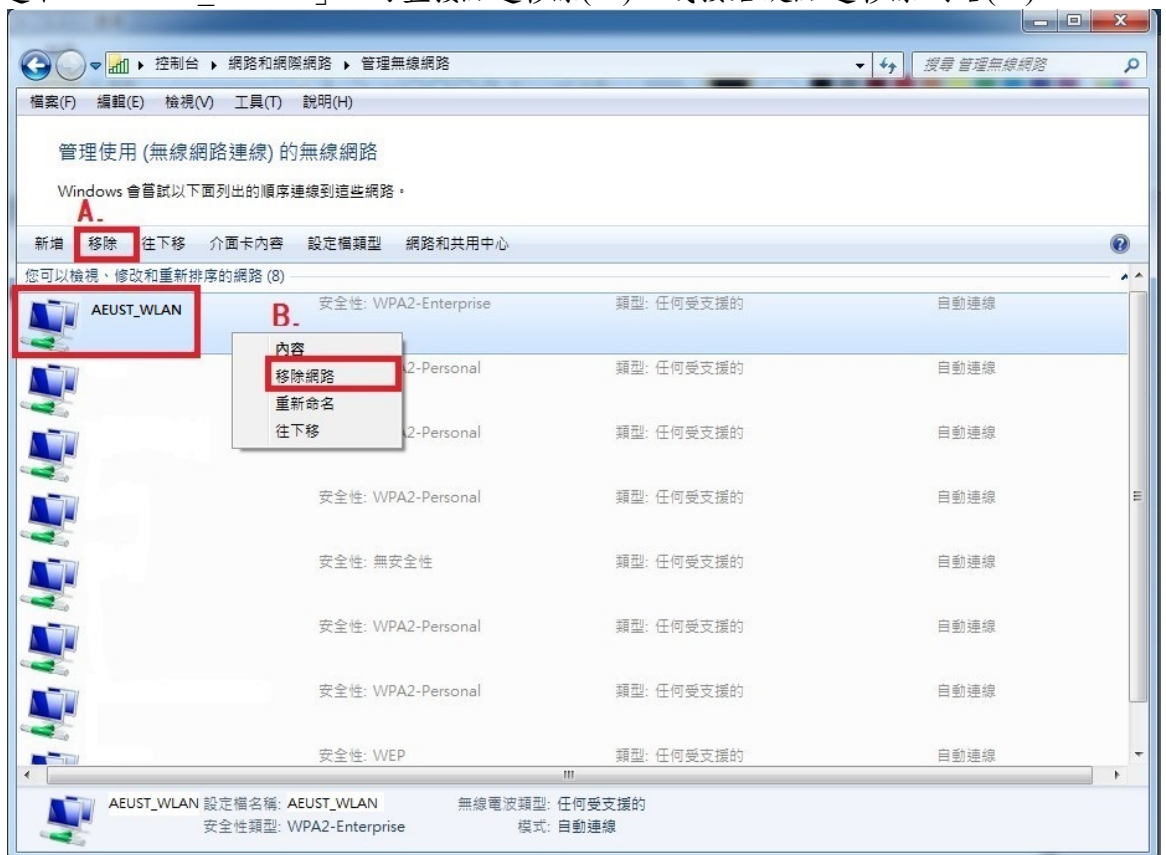 控制台 ▸ 網路和網際網路 ▸ 管理無線網路
搜尋 管理無線網路
檔案(F) 編輯(E) 檢視(V) 工具(T) 說明(H)
管理使用 (無線網路連線) 的無線網路
Windows 會嘗試以下面列出的順序連線到這些網路。
A.
新增 移除 往下移 介面卡內容 設定檔類型 網路和共用中心
您可以檢視、修改和重新排序的網路 (8)
AEUST_WLAN 安全性: WPA2-Enterprise 類型: 任何受支援的 自動連線
B.
內容
移除網路
重新命名
往下移
A2-Personal 類型: 任何受支援的 自動連線
A2-Personal 類型: 任何受支援的 自動連線
安全性: WPA2-Personal 類型: 任何受支援的 自動連線
安全性: 無安全性 類型: 任何受支援的 自動連線
安全性: WPA2-Personal 類型: 任何受支援的 自動連線
安全性: WPA2-Personal 類型: 任何受支援的 自動連線
安全性: WEP 類型: 任何受支援的 自動連線
AEUST_WLAN 設定檔名稱: AEUST_WLAN 無線電波類型: 任何受支援的
安全性類型: WPA2-Enterprise 模式: 自動連線